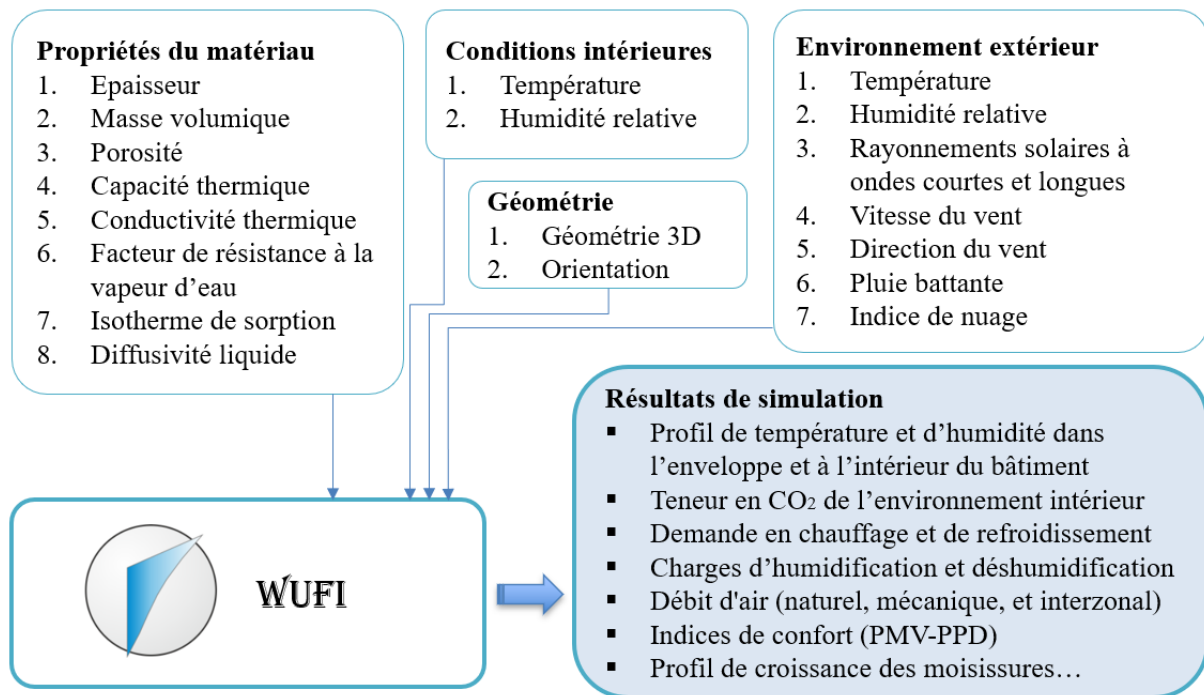 Propriétés du matériau
1. Epaisseur
2. Masse volumique
3. Porosité
4. Capacité thermique
5. Conductivité thermique
6. Facteur de résistance à la
vapeur d’eau
7. Isotherme de sorption
8. Diffusivité liquide
Conditions intérieures
1. Température
2. Humidité relative
Géométrie
1. Géométrie 3D
2. Orientation
Environnement extérieur
1. Température
2. Humidité relative
3. Rayonnements solaires à
ondes courtes et longues
4. Vitesse du vent
5. Direction du vent
6. Pluie battante
7. Indice de nuage
WUFI
Résultats de simulation
▪ Profil de température et d’humidité dans
l’enveloppe et à l’intérieur du bâtiment
▪ Teneur en CO₂ de l’environnement intérieur
▪ Demande en chauffage et de refroidissement
▪ Charges d’humidification et déshumidification
▪ Débit d'air (naturel, mécanique, et interzonal)
▪ Indices de confort (PMV-PPD)
▪ Profil de croissance des moisissures…